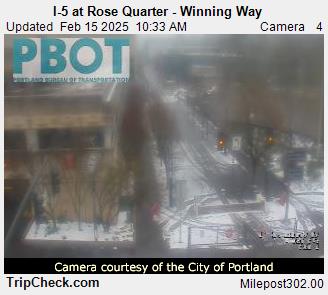 I-5 at Rose Quarter - Winning Way
Updated Feb 15 2025 10:33 AM Camera 4
PBOT
PORTLAND BUREAU OF TRANSPORTATION
Camera courtesy of the City of Portland
TripCheck.com Milepost302.00